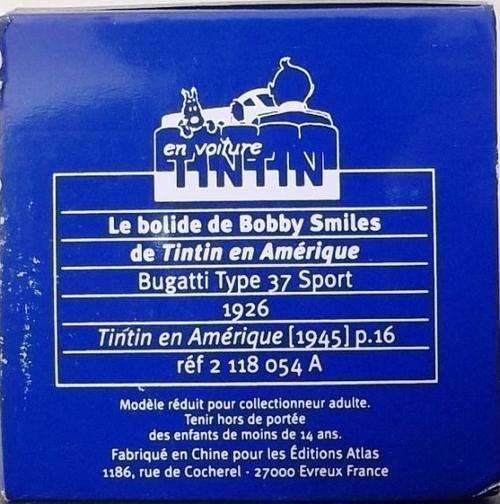 en voiture
TINTIN
Le bolide de Bobby Smiles
de Tintin en Amérique
Bugatti Type 37 Sport
1926
Tintin en Amérique [1945] p.16
réf 2 118 054 A
Modèle réduit pour collectionneur adulte.
Tenir hors de portée
des enfants de moins de 14 ans.
Fabriqué en Chine pour les Éditions Atlas
1186, rue de Cocherel - 27000 Evreux France